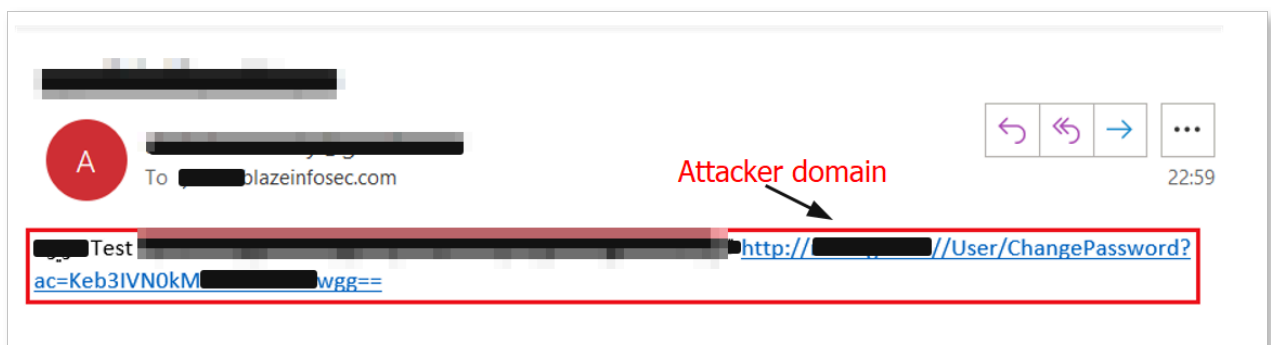 A
To blazeinfosec.com
Attacker domain
22:59
Test http:// //User/ChangePassword?
ac=Keb3IVN0kM wgg==